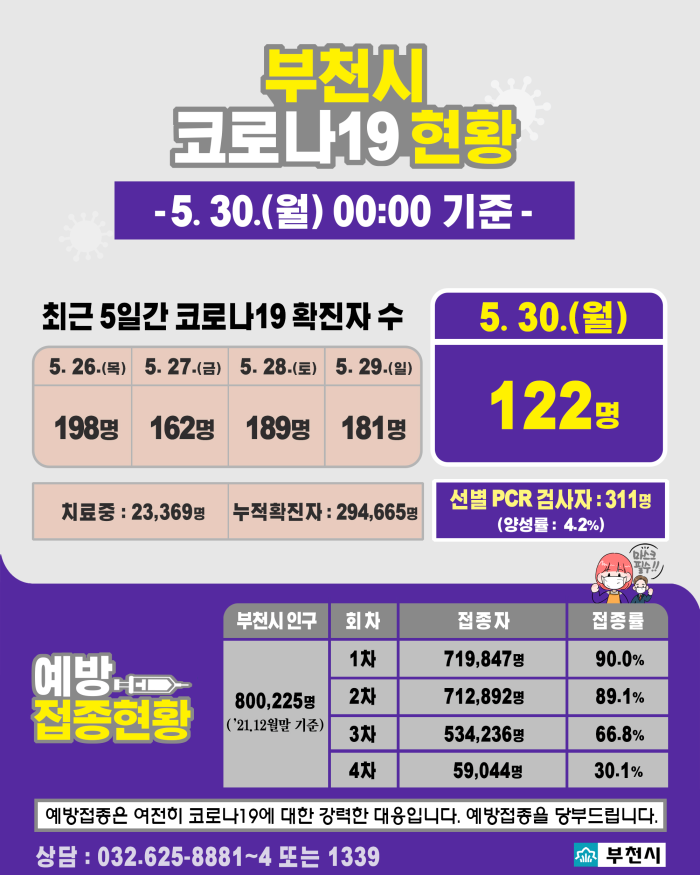 부천시
코로나19 현황
- 5. 30.(월) 00:00 기준 -
최근 5일간 코로나19 확진자 수
5. 26.(목) 5. 27.(금) 5. 28.(토) 5. 29.(일)
198명 162명 189명 181명
5. 30.(월)
122명
치료중 : 23,369명 누적확진자 : 294,665명
선별 PCR 검사자 : 311명
(양성률 : 4.2%)
마스크
필수!!
예방
접종현황
부천시 인구 회 차 접종자 접종률
800,225명
('21.12월말 기준)
1차 719,847명 90.0%
2차 712,892명 89.1%
3차 534,236명 66.8%
4차 59,044명 30.1%
예방접종은 여전히 코로나19에 대한 강력한 대응입니다. 예방접종을 당부드립니다.
상담 : 032.625-8881~4 또는 1339
부천시